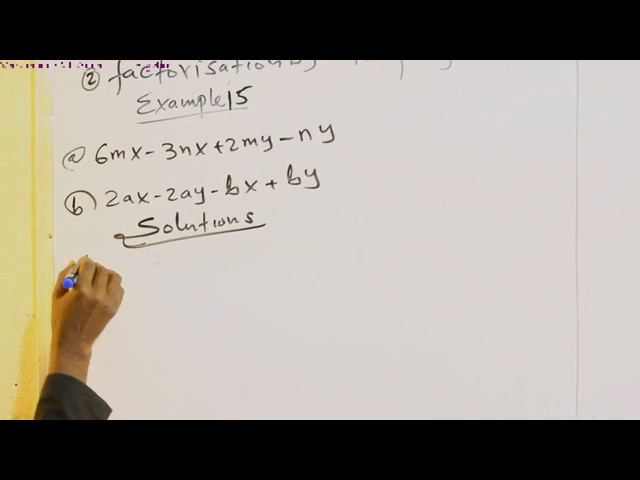 ② factorisation by
Example 15
ⓐ 6mx - 3nx + 2my - ny
ⓑ 2ax - 2ay - bx + by
Solutions